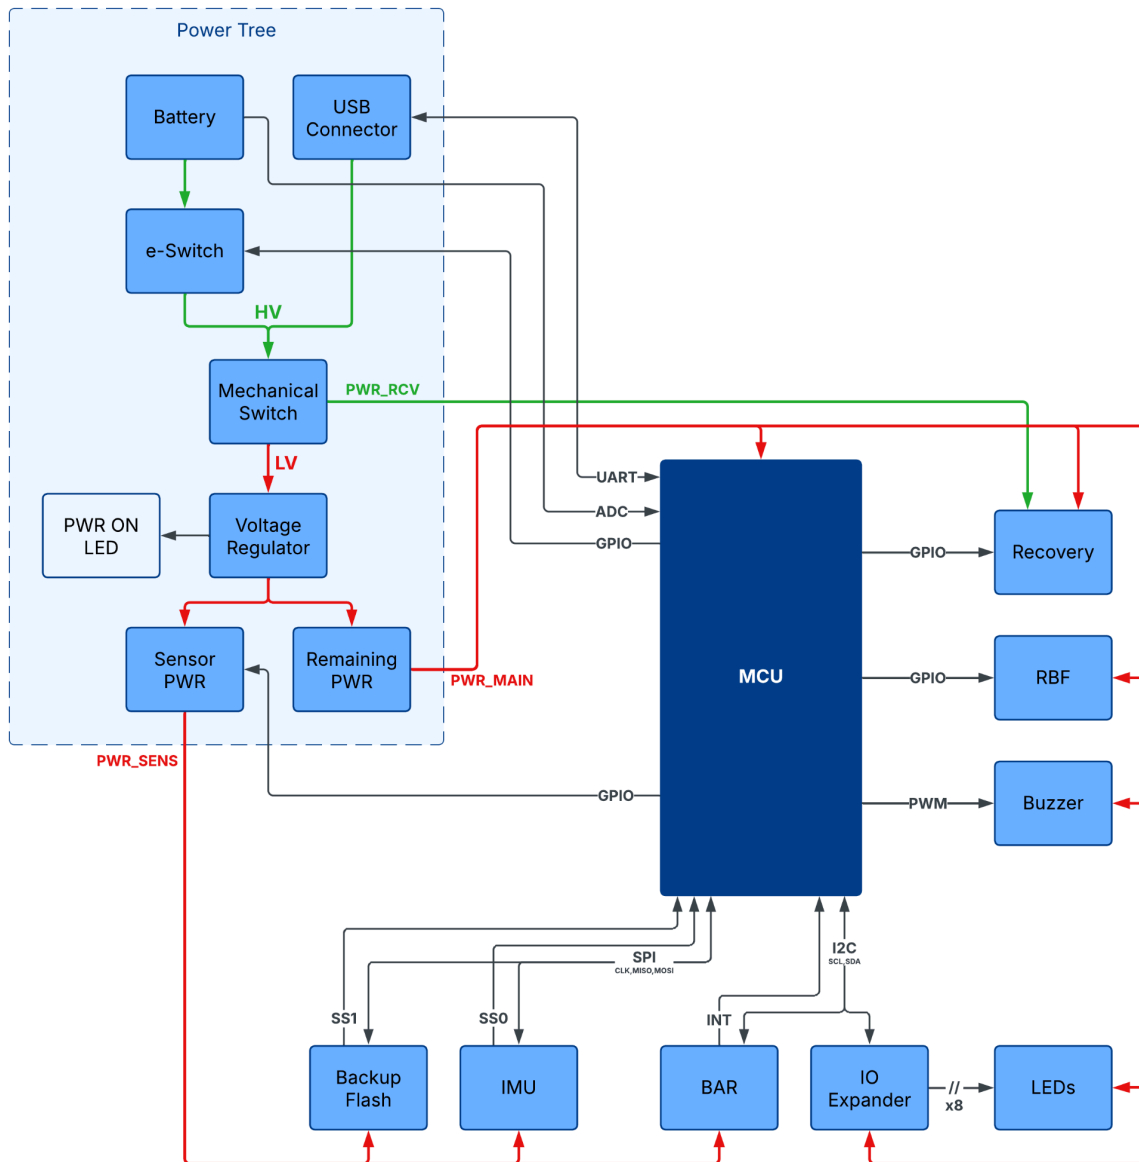 Power Tree
Battery
USB
Connector
e-Switch
HV
Mechanical
Switch
PWR_RCV
LV
PWR ON
LED
Voltage
Regulator
Sensor
PWR
Remaining
PWR
PWR_MAIN
PWR_SENS
UART
ADC
GPIO
GPIO
MCU
GPIO
Recovery
GPIO
RBF
PWM
Buzzer
SPI
CLK,MISO,MOSI
I2C
SCL,SDA
SS1
SS0
INT
Backup
Flash
IMU
BAR
IO
Expander
//
x8
LEDs